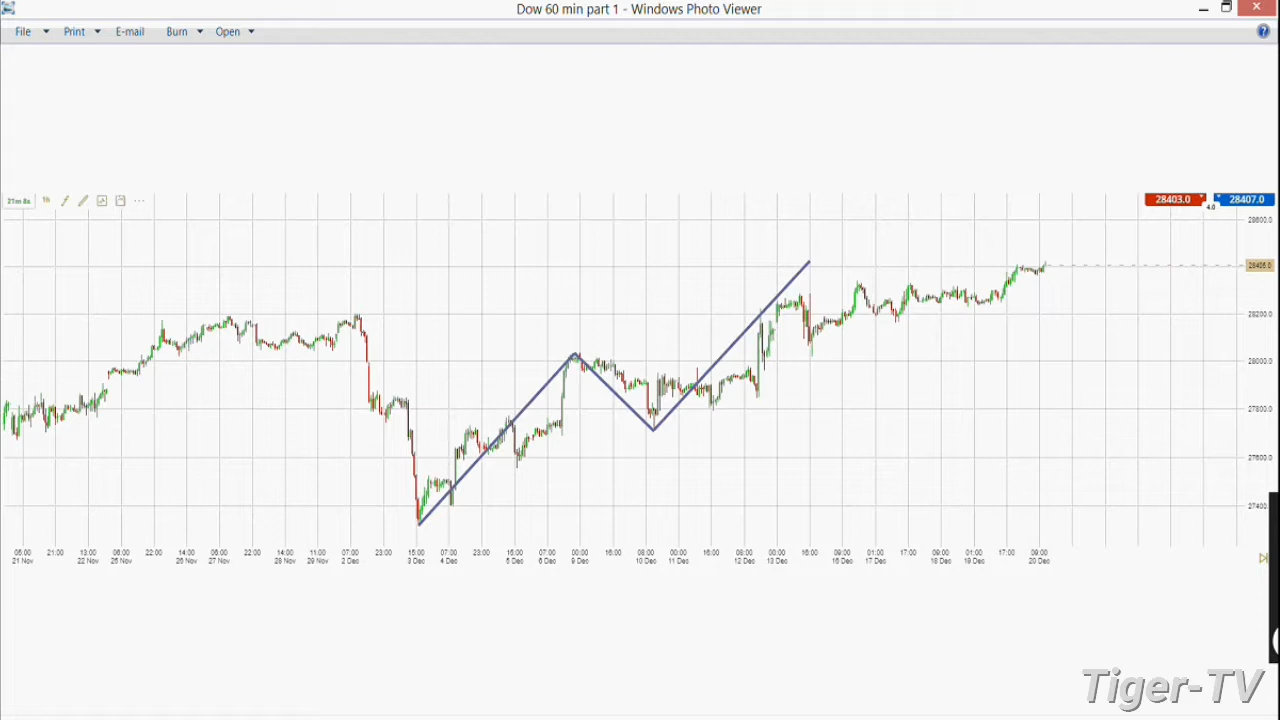 Dow 60 min part 1 - Windows Photo Viewer
File Print E-mail Burn Open
21m 8s 1h
28403.0 28407.0
4.0
28600.0
28405.0
28200.0
28000.0
27800.0
27600.0
27400.
05:00 21:00 13:00 06:00 22:00 14:00 06:00 22:00 14:00 11:00 07:00 23:00 15:00 07:00 23:00 15:00 07:00 00:00 16:00 08:00 00:00 16:00 08:00 00:00 16:00 09:00 01:00 17:00 09:00 01:00 17:00 09:00
21 Nov 22 Nov 25 Nov 26 Nov 27 Nov 28 Nov 29 Nov 2 Dec 3 Dec 4 Dec 5 Dec 6 Dec 9 Dec 10 Dec 11 Dec 12 Dec 13 Dec 16 Dec 17 Dec 18 Dec 19 Dec 20 Dec
Tiger-TV